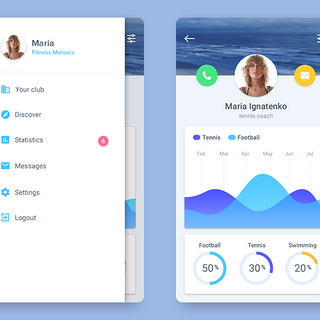 Maria
Fitness Maniacs
Your club
Discover
Statistics
6
Messages
Settings
Logout
Maria Ignatenko
tennis coach
Tennis
Football
Feb
Mar
Apr
May
Jun
Jul
Football
Tennis
Swimming
50%
30%
20%